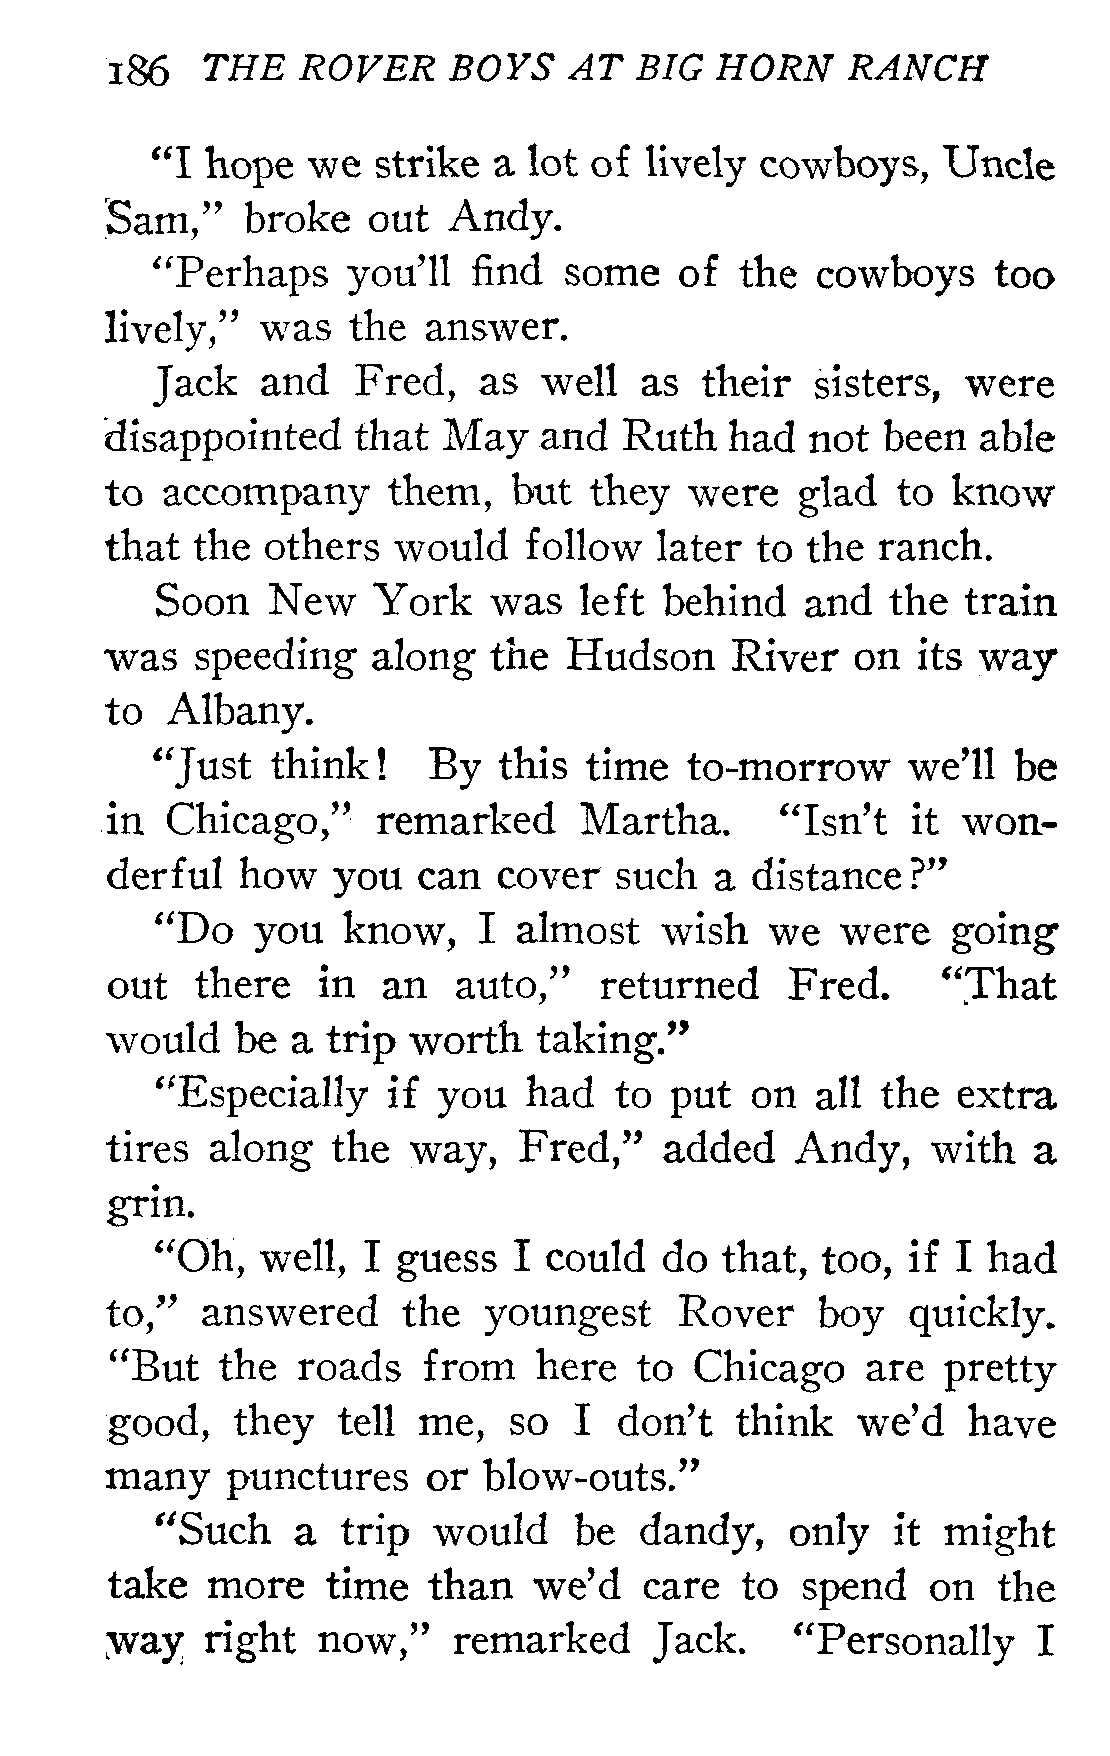 186 THE ROVER BOYS AT BIG HORN RANCH
“I hope we strike a lot of lively cowboys, Uncle
Sam,” broke out Andy.
“Perhaps you’ll find some of the cowboys too
lively,” was the answer.
Jack and Fred, as well as their sisters, were
disappointed that May and Ruth had not been able
to accompany them, but they were glad to know
that the others would follow later to the ranch.
Soon New York was left behind and the train
was speeding along the Hudson River on its way
to Albany.
“Just think! By this time to-morrow we’ll be
in Chicago,” remarked Martha. “Isn’t it won-
derful how you can cover such a distance?”
“Do you know, I almost wish we were going
out there in an auto,” returned Fred. “That
would be a trip worth taking.”
“Especially if you had to put on all the extra
tires along the way, Fred,” added Andy, with a
grin.
“Oh, well, I guess I could do that, too, if I had
to,” answered the youngest Rover boy quickly.
“But the roads from here to Chicago are pretty
good, they tell me, so I don’t think we’d have
many punctures or blow-outs.”
“Such a trip would be dandy, only it might
take more time than we’d care to spend on the
way right now,” remarked Jack. “Personally I